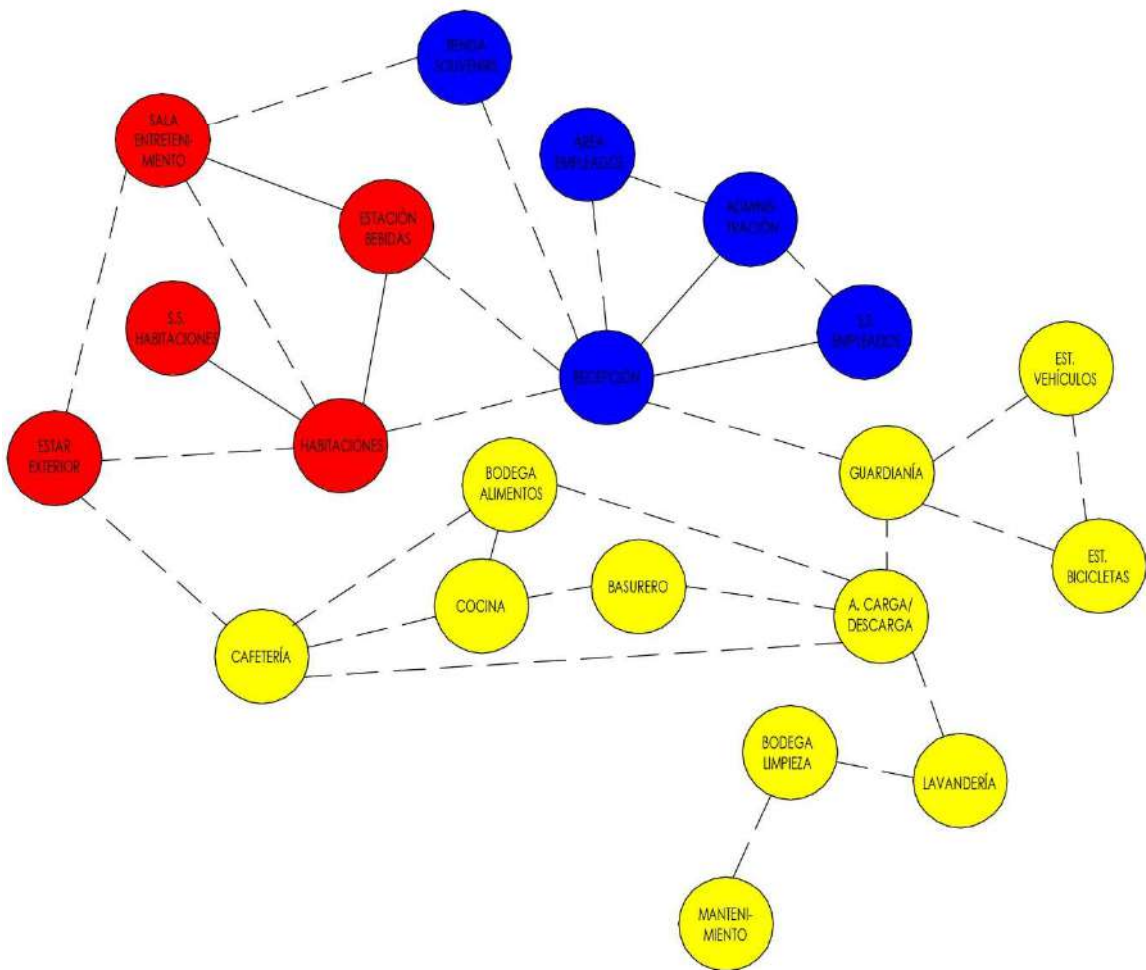 TIENDA
SOUVENIRS
SALA
ENTRETENI-
MIENTO
ÁREA
EMPLEADOS
ADMINIS-
TRACIÓN
ESTACIÓN
BEBIDAS
S.S.
HABITACIONES
S.S.
EMPLEADOS
RECEPCIÓN
EST.
VEHÍCULOS
ESTAR
EXTERIOR
HABITACIONES
BODEGA
ALIMENTOS
GUARDIANÍA
EST.
BICICLETAS
COCINA
BASURERO
A. CARGA/
DESCARGA
CAFETERÍA
BODEGA
LIMPIEZA
LAVANDERÍA
MANTENI-
MIENTO